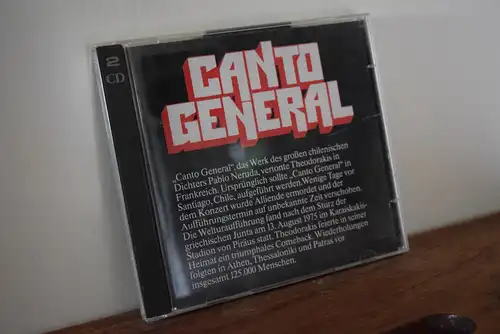 2
CD
CANTO
GENERAL
„Canto General“, das Werk des großen chilenischen
Dichters Pablo Neruda, vertonte Theodorakis in
Frankreich. Ursprünglich sollte „Canto General“ in
Santiago, Chile, aufgeführt werden. Wenige Tage vor
dem Konzert wurde Alliende ermordet und der
Aufführungstermin auf unbekannte Zeit verschoben.
Die Welturaufführung fand nach dem Sturz der
griechischen Junta am 13. August 1975 im Karaiskakis-
Stadion von Piräus statt. Theodorakis feierte in seiner
Heimat ein triumphales Comeback. Wiederholungen
folgten in Athen, Thessaloniki und Patras vor
insgesamt 125.000 Menschen.